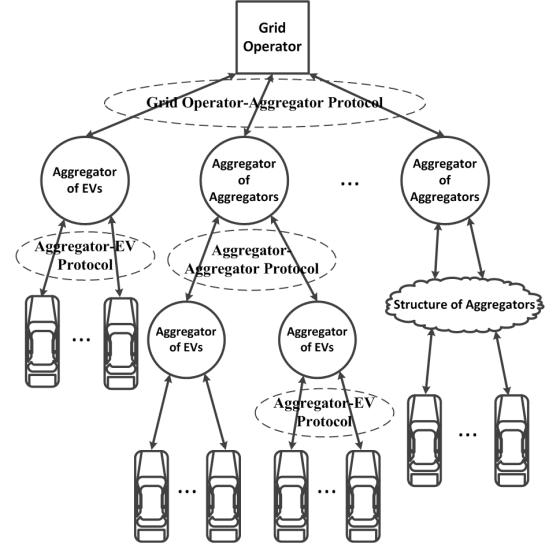 Grid
Operator
Grid Operator-Aggregator Protocol
Aggregator
of EVs
Aggregator
of
Aggregators
...
Aggregator
of
Aggregators
Aggregator-EV
Protocol
Aggregator-
Aggregator Protocol
Structure of Aggregators
...
Aggregator
of EVs
Aggregator
of EVs
Aggregator-EV
Protocol
...
...
...